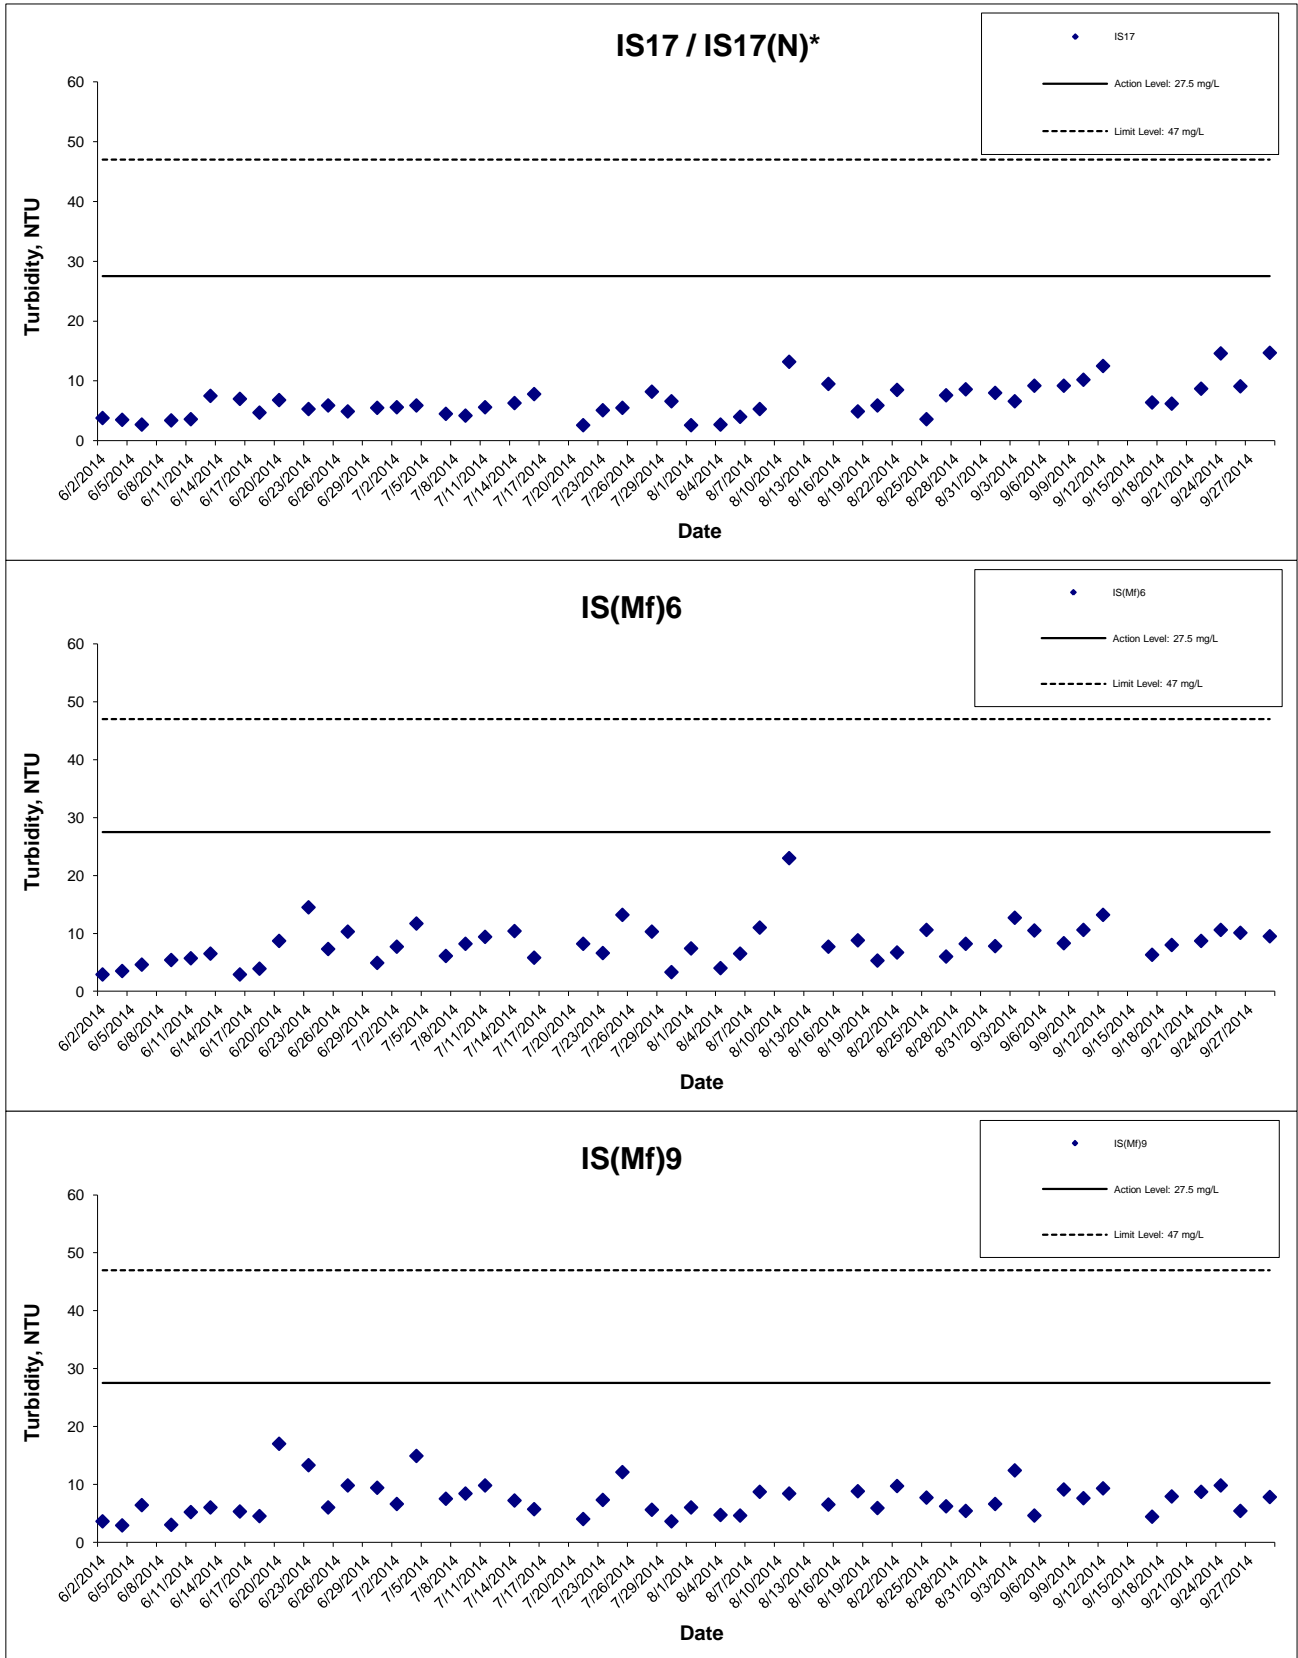 IS17 / IS17(N)*
IS17
Action Level: 27.5 mg/L
Limit Level: 47 mg/L
Turbidity, NTU
60
50
40
30
20
10
0
6/2/2014 6/5/2014 6/8/2014 6/11/2014 6/14/2014 6/17/2014 6/20/2014 6/23/2014 6/26/2014 6/29/2014 7/2/2014 7/5/2014 7/8/2014 7/11/2014 7/14/2014 7/17/2014 7/20/2014 7/23/2014 7/26/2014 7/29/2014 8/1/2014 8/4/2014 8/7/2014 8/10/2014 8/13/2014 8/16/2014 8/19/2014 8/22/2014 8/25/2014 8/28/2014 8/31/2014 9/3/2014 9/6/2014 9/9/2014 9/12/2014 9/15/2014 9/18/2014 9/21/2014 9/24/2014 9/27/2014
Date
IS(Mf)6
IS(Mf)6
Action Level: 27.5 mg/L
Limit Level: 47 mg/L
Turbidity, NTU
60
50
40
30
20
10
0
6/2/2014 6/5/2014 6/8/2014 6/11/2014 6/14/2014 6/17/2014 6/20/2014 6/23/2014 6/26/2014 6/29/2014 7/2/2014 7/5/2014 7/8/2014 7/11/2014 7/14/2014 7/17/2014 7/20/2014 7/23/2014 7/26/2014 7/29/2014 8/1/2014 8/4/2014 8/7/2014 8/10/2014 8/13/2014 8/16/2014 8/19/2014 8/22/2014 8/25/2014 8/28/2014 8/31/2014 9/3/2014 9/6/2014 9/9/2014 9/12/2014 9/15/2014 9/18/2014 9/21/2014 9/24/2014 9/27/2014
Date
IS(Mf)9
IS(Mf)9
Action Level: 27.5 mg/L
Limit Level: 47 mg/L
Turbidity, NTU
60
50
40
30
20
10
0
6/2/2014 6/5/2014 6/8/2014 6/11/2014 6/14/2014 6/17/2014 6/20/2014 6/23/2014 6/26/2014 6/29/2014 7/2/2014 7/5/2014 7/8/2014 7/11/2014 7/14/2014 7/17/2014 7/20/2014 7/23/2014 7/26/2014 7/29/2014 8/1/2014 8/4/2014 8/7/2014 8/10/2014 8/13/2014 8/16/2014 8/19/2014 8/22/2014 8/25/2014 8/28/2014 8/31/2014 9/3/2014 9/6/2014 9/9/2014 9/12/2014 9/15/2014 9/18/2014 9/21/2014 9/24/2014 9/27/2014
Date